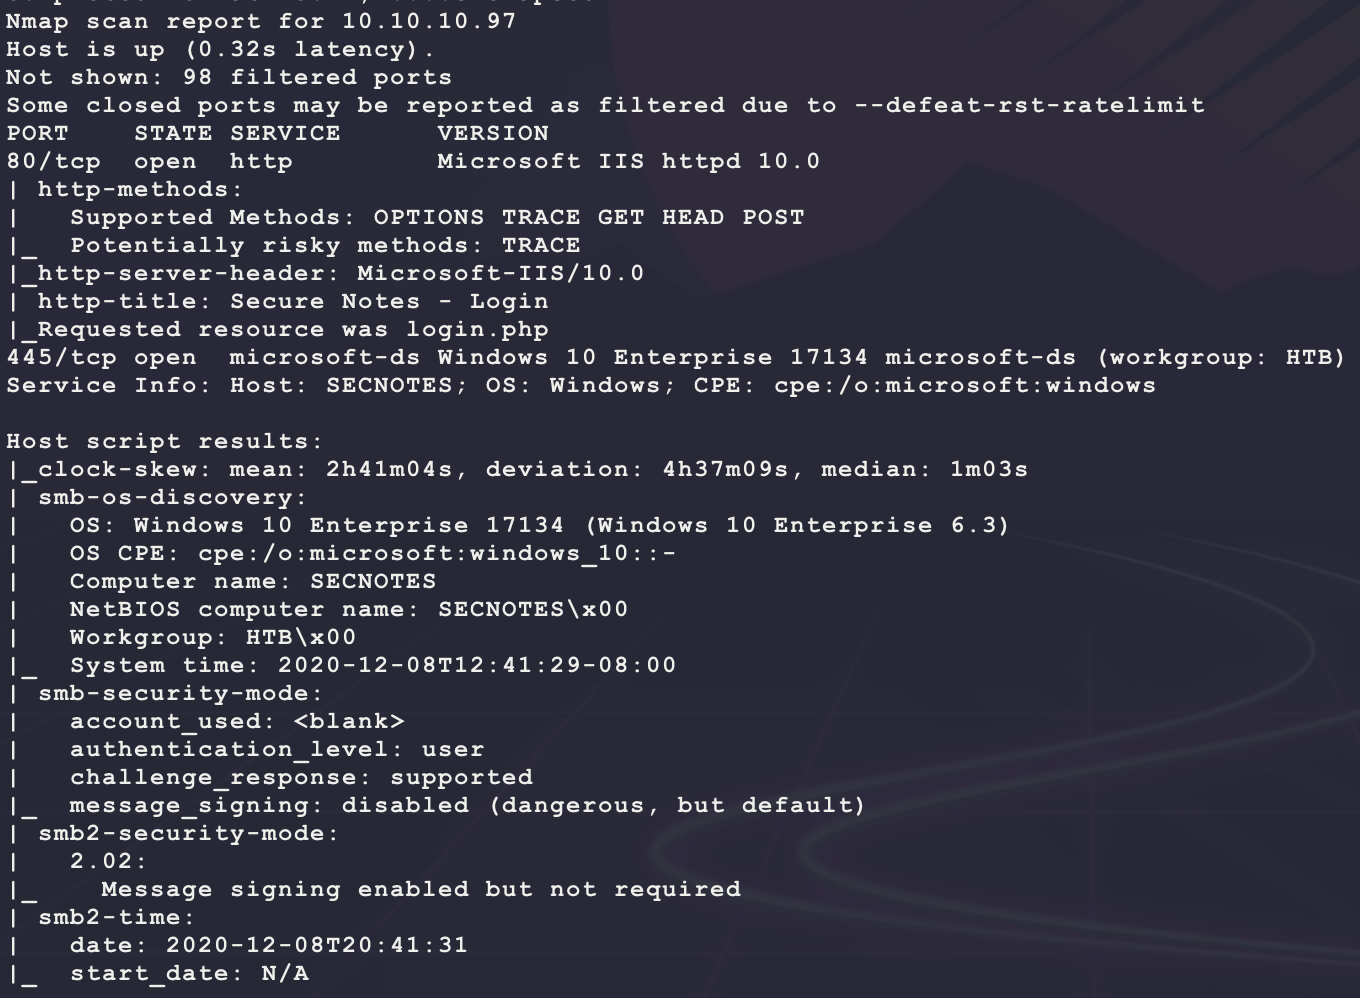 Nmap scan report for 10.10.10.97
Host is up (0.32s latency).
Not shown: 98 filtered ports
Some closed ports may be reported as filtered due to --defeat-rst-ratelimit
PORT    STATE SERVICE      VERSION
80/tcp  open  http         Microsoft IIS httpd 10.0
| http-methods:
|   Supported Methods: OPTIONS TRACE GET HEAD POST
|_  Potentially risky methods: TRACE
|_http-server-header: Microsoft-IIS/10.0
| http-title: Secure Notes - Login
|_Requested resource was login.php
445/tcp open  microsoft-ds Windows 10 Enterprise 17134 microsoft-ds (workgroup: HTB)
Service Info: Host: SECNOTES; OS: Windows; CPE: cpe:/o:microsoft:windows

Host script results:
|_clock-skew: mean: 2h41m04s, deviation: 4h37m09s, median: 1m03s
| smb-os-discovery:
|   OS: Windows 10 Enterprise 17134 (Windows 10 Enterprise 6.3)
|   OS CPE: cpe:/o:microsoft:windows_10::-
|   Computer name: SECNOTES
|   NetBIOS computer name: SECNOTES\x00
|   Workgroup: HTB\x00
|_  System time: 2020-12-08T12:41:29-08:00
| smb-security-mode:
|   account_used: <blank>
|   authentication_level: user
|   challenge_response: supported
|_  message_signing: disabled (dangerous, but default)
| smb2-security-mode:
|   2.02:
|_    Message signing enabled but not required
| smb2-time:
|   date: 2020-12-08T20:41:31
|_  start_date: N/A